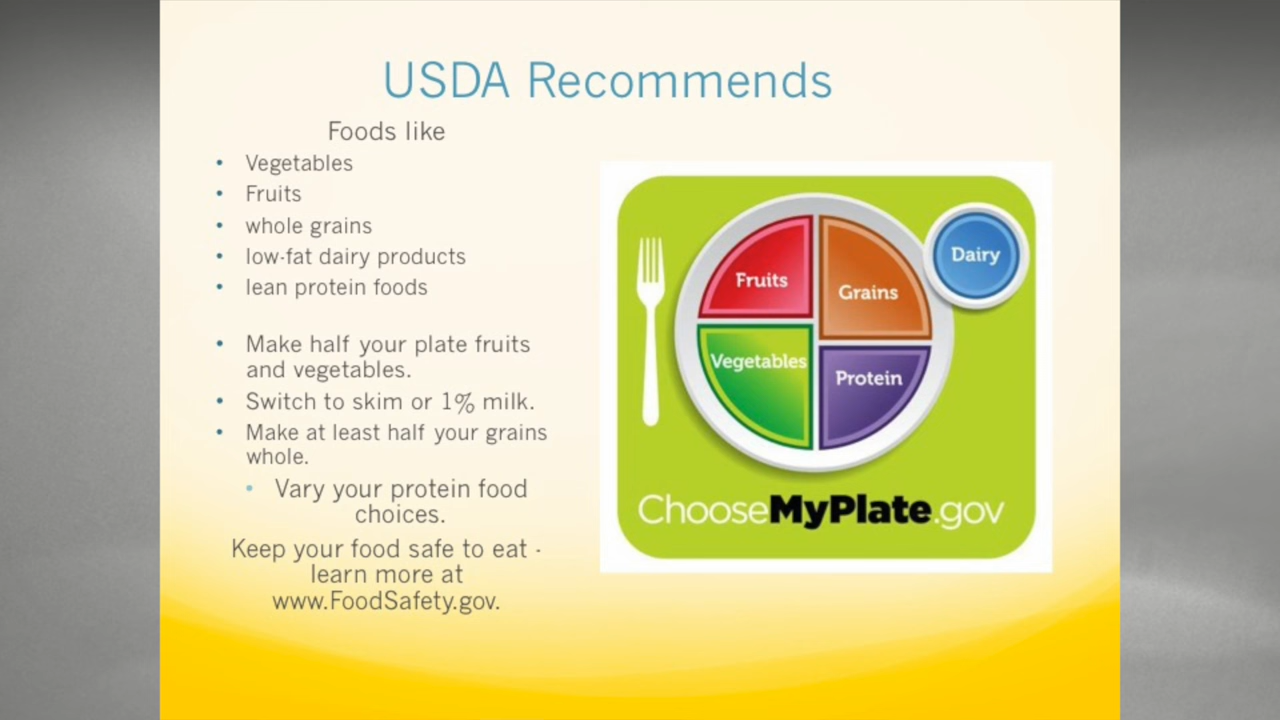 USDA Recommends
Foods like
• Vegetables
• Fruits
• whole grains
• low-fat dairy products
• lean protein foods
• Make half your plate fruits
and vegetables.
• Switch to skim or 1% milk.
• Make at least half your grains
whole.
• Vary your protein food
choices.
Keep your food safe to eat -
learn more at
www.FoodSafety.gov.
Dairy
Fruits
Grains
Vegetables
Protein
ChooseMyPlate.gov